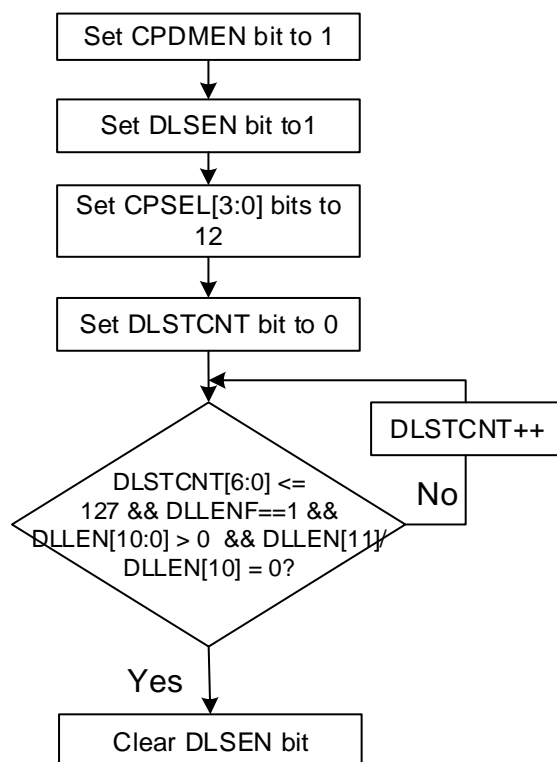 Set CPDMEN bit to 1
Set DLSEN bit to1
Set CPSEL[3:0] bits to
12
Set DLSTCNT bit to 0
DLSTCNT++
DLSTCNT[6:0] <=
127 && DLLENF==1 &&
DLLEN[10:0] > 0  && DLLEN[11]/
DLLEN[10] = 0?
No
Yes
Clear DLSEN bit